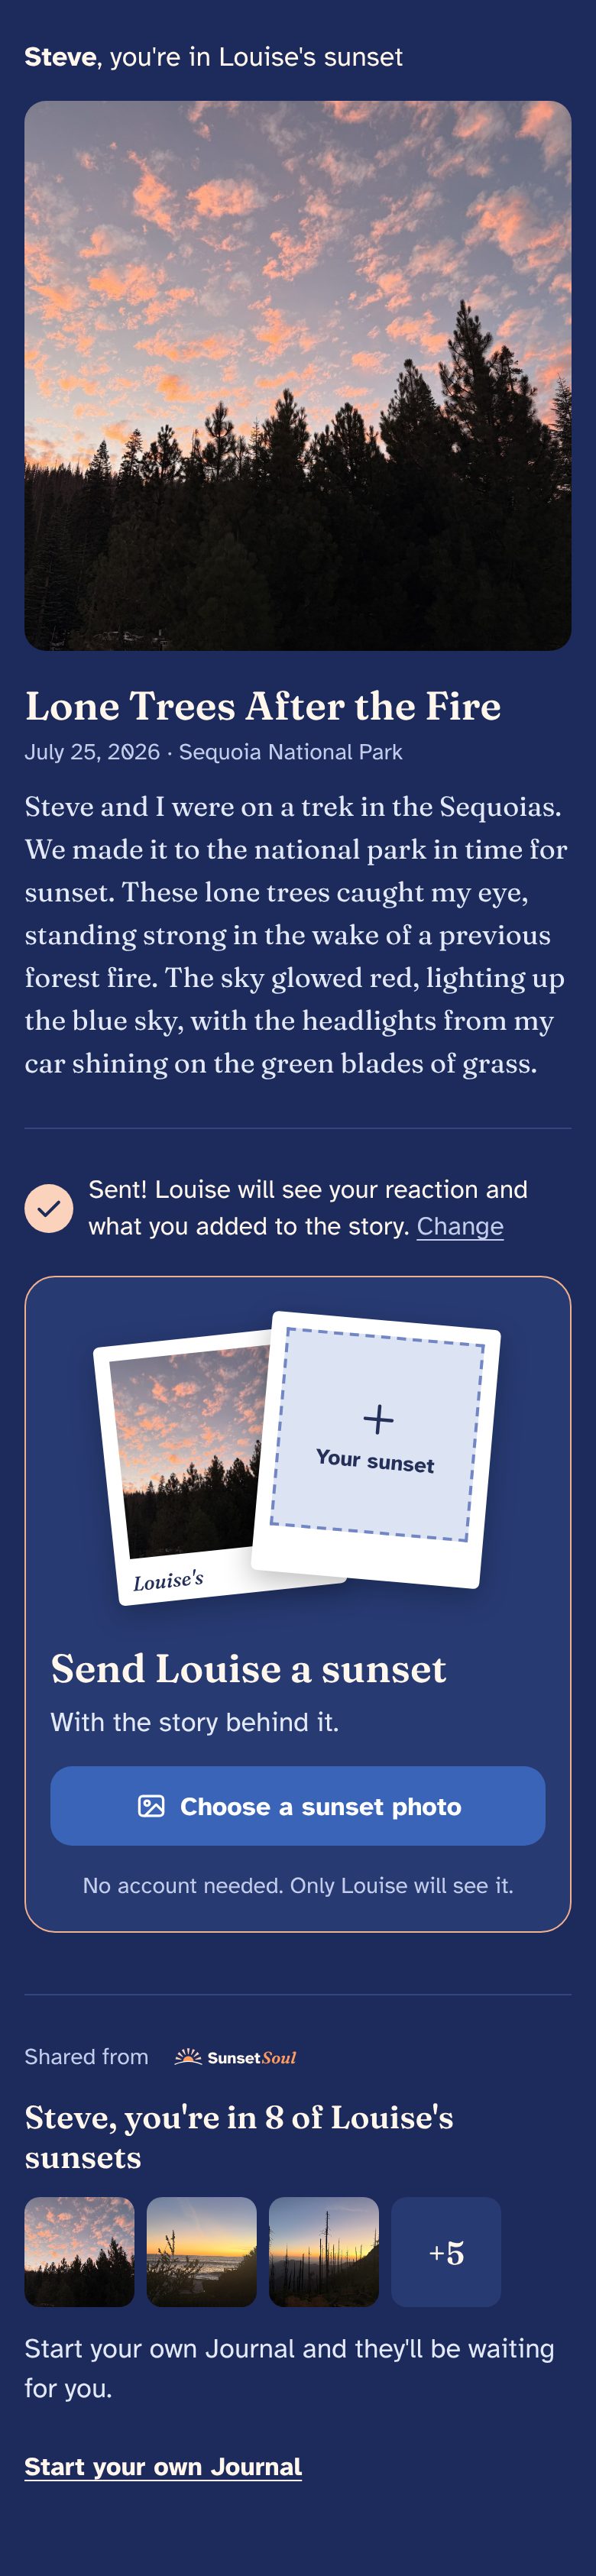 Steve, you're in Louise's sunset
Lone Trees After the Fire
July 25, 2026 · Sequoia National Park
Steve and I were on a trek in the Sequoias.
We made it to the national park in time for
sunset. These lone trees caught my eye,
standing strong in the wake of a previous
forest fire. The sky glowed red, lighting up
the blue sky, with the headlights from my
car shining on the green blades of grass.
Sent! Louise will see your reaction and
what you added to the story. Change
Your sunset
Louise's
Send Louise a sunset
With the story behind it.
Choose a sunset photo
No account needed. Only Louise will see it.
Shared from SunsetSoul
Steve, you're in 8 of Louise's
sunsets
+5
Start your own Journal and they'll be waiting
for you.
Start your own Journal